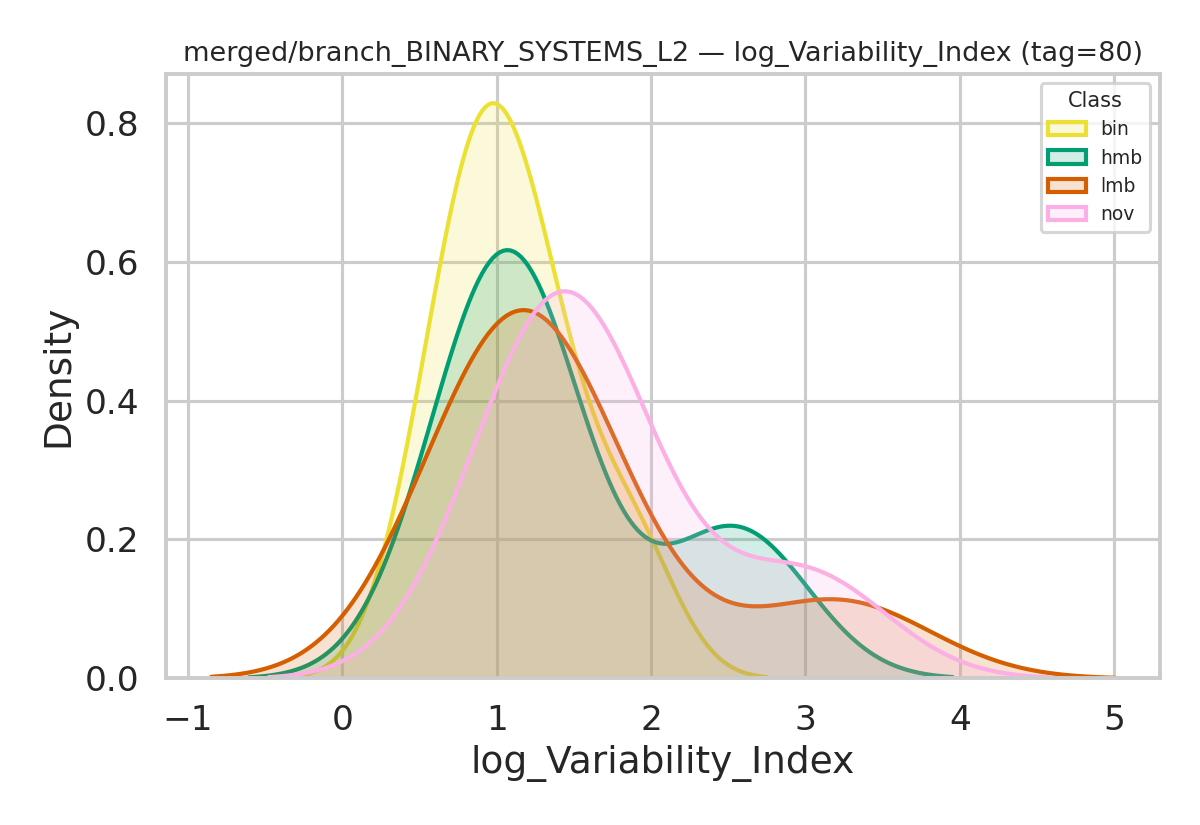 merged/branch_BINARY_SYSTEMS_L2 — log_Variability_Index (tag=80)
Class
bin
hmb
lmb
nov
Density
0.8
0.6
0.4
0.2
0.0
−1 0 1 2 3 4 5
log_Variability_Index